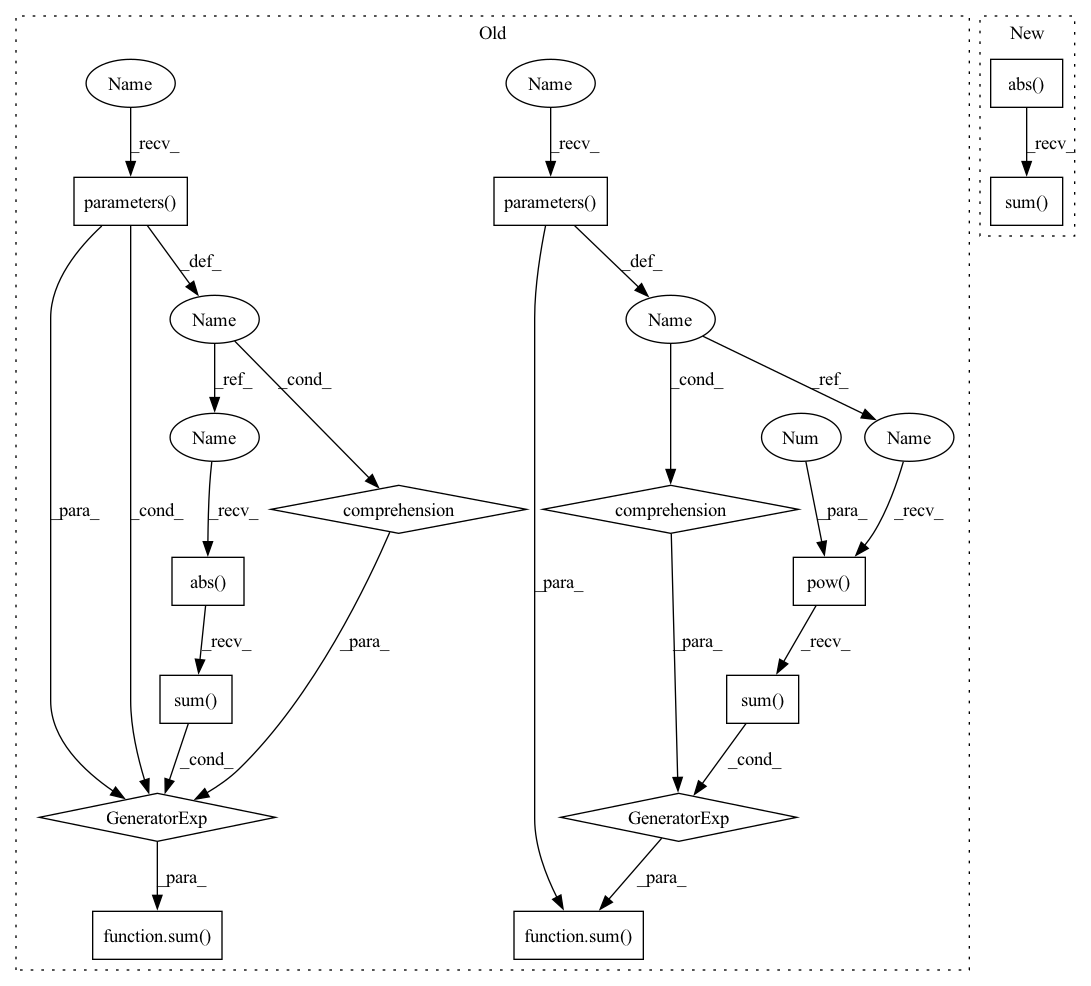 Old
New
Name
Name
abs()
_recv_
_recv_
_recv_
parameters()
parameters()
sum()
_def_
_def_
Name
Name
_ref_
_cond_
_cond_
_ref_
Name
Num
Name
_para_
_cond_
_recv_
_para_
_recv_
comprehension
comprehension
abs()
_para_
pow()
_recv_
_para_
_para_
_recv_
sum()
sum()
_cond_
_cond_
GeneratorExp
GeneratorExp
_para_
_para_
function.sum()
function.sum()